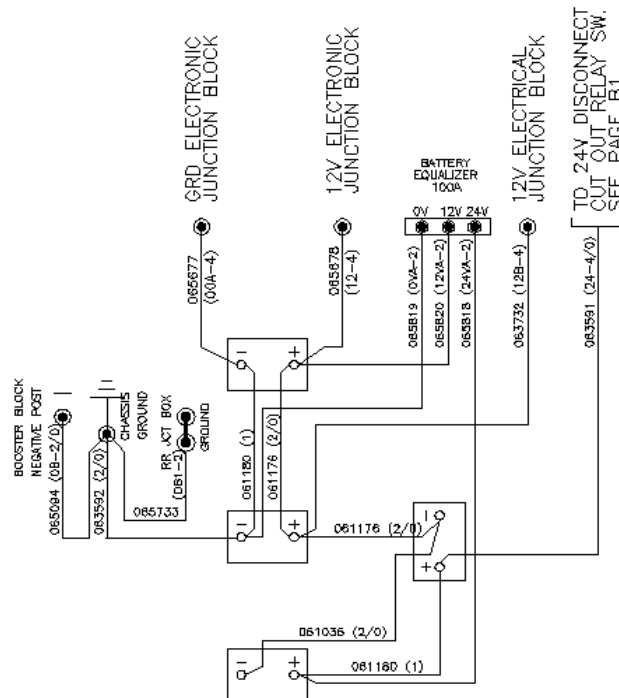 GRD ELECTRONIC
JUNCTION BLOCK
12V ELECTRONIC
JUNCTION BLOCK
BATTERY
EQUALIZER
100A
0V 12V 24V
12V ELECTRICAL
JUNCTION BLOCK
TO 24V DISCONNECT
CUT OUT RELAY SW.
SEE PAGE B1
065677
(00A-4)
065678
(12-4)
065819 (0VA-2)
065820 (12VA-2)
065818 (24VA-2)
063732 (12B-4)
063591 (24-4/0)
BOOSTER BLOCK
NEGATIVE POST
CHASSIS
GROUND
RR JCT BOX
GROUND
065094 (0B-2/0)
063592 (2/0)
(0B1-2)
065733
- +
061180 (1)
061176 (2/0)
- +
061176 (2/0)
-
+
061036 (2/0)
061180 (1)
- +